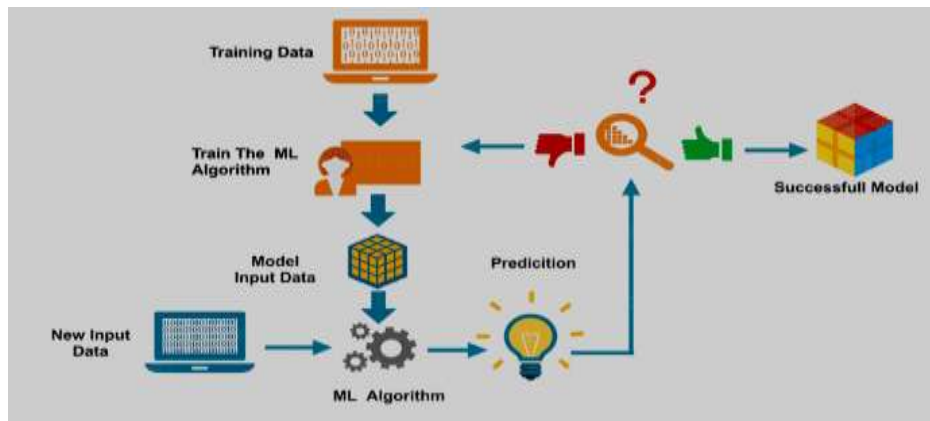 Training Data
Train The ML
Algorithm
?
Successfull Model
Model
Input Data
Predicition
New Input
Data
ML Algorithm